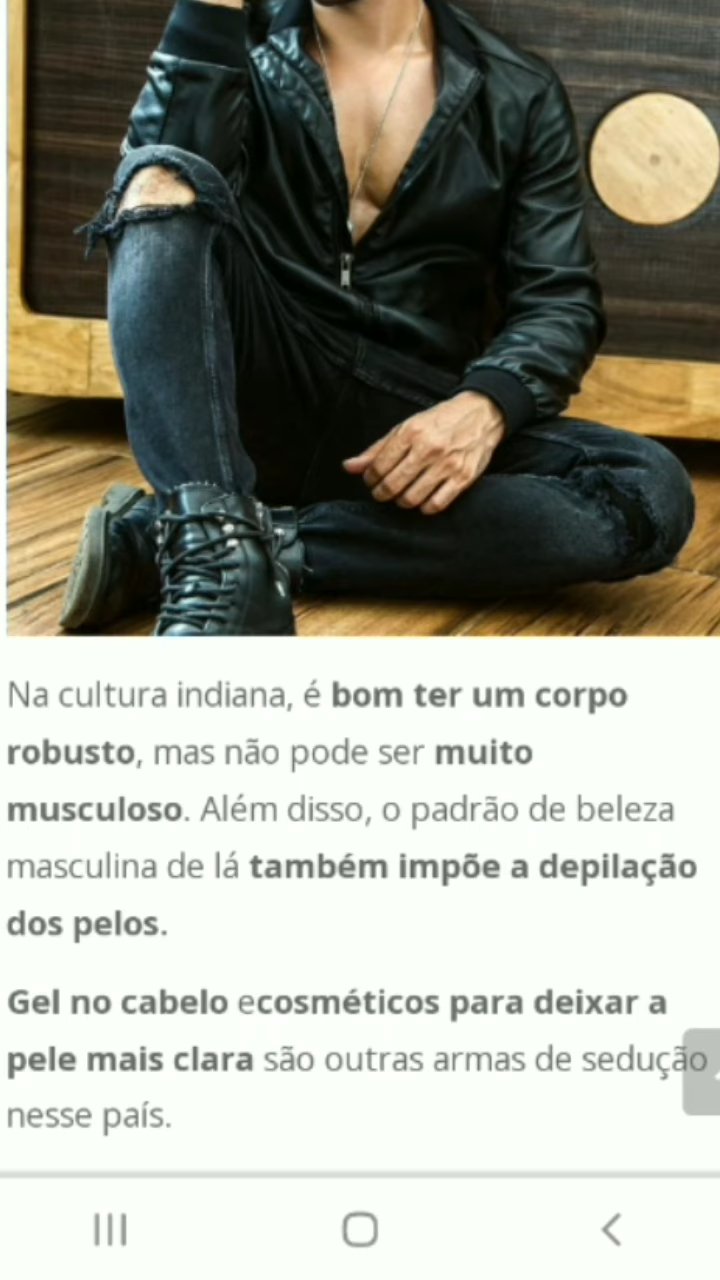 Na cultura indiana, é bom ter um corpo
robusto, mas não pode ser muito
musculoso. Além disso, o padrão de beleza
masculina de lá também impõe a depilação
dos pelos.
Gel no cabelo ecosméticos para deixar a
pele mais clara são outras armas de sedução
nesse país.